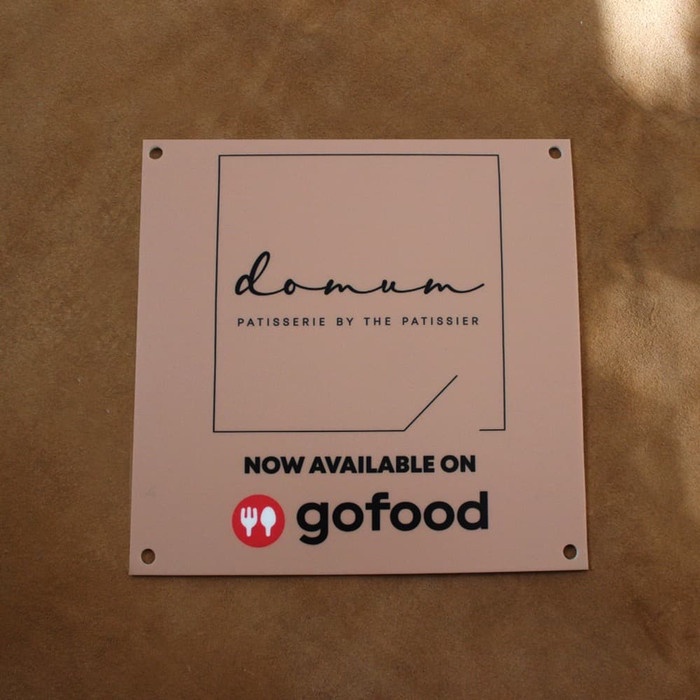 domum
PATISSERIE BY THE PATISSIER
NOW AVAILABLE ON
gofood